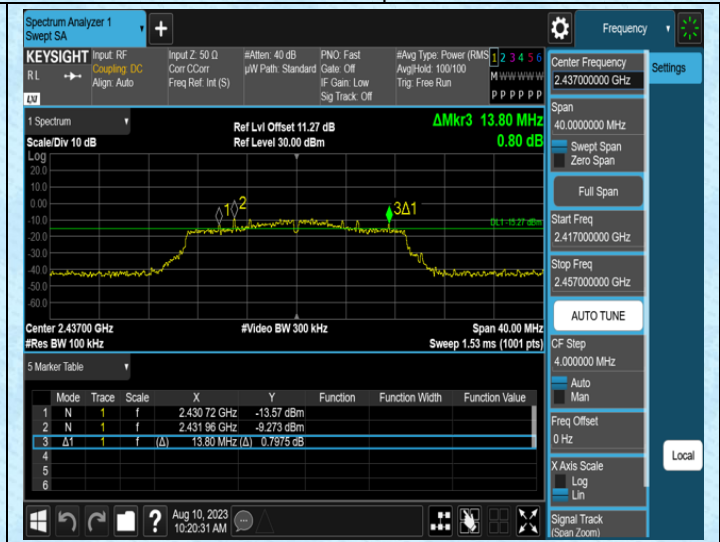 Spectrum Analyzer 1
Swept SA
Frequency
KEYSIGHT Input: RF
RL
Coupling: DC
Align: Auto
Input Z: 50 Ω
Corr CCorr
Freq Ref: Int (S)
#Atten: 40 dB
µW Path: Standard
PNO: Fast
Gate: Off
IF Gain: Low
Sig Track: Off
#Avg Type: Power (RMS
Avg|Hold: 100/100
Trig: Free Run
1 2 3 4 5 6
M W W W W W
P P P P P P
LXI
1 Spectrum
Scale/Div 10 dB
Ref Lvl Offset 11.27 dB
Ref Level 30.00 dBm
ΔMkr3 13.80 MHz
0.80 dB
Log
20.0
10.0
0.00
-10.0
-20.0
-30.0
-40.0
-50.0
-60.0
1
2
3Δ1
DL1 -15.27 dBm
Center 2.43700 GHz
#Res BW 100 kHz
#Video BW 300 kHz
Span 40.00 MHz
Sweep 1.53 ms (1001 pts)
5 Marker Table
Mode Trace Scale X Y Function Function Width Function Value
1 N 1 f 2.430 72 GHz -13.57 dBm
2 N 1 f 2.431 96 GHz -9.273 dBm
3 Δ1 1 f (Δ) 13.80 MHz (Δ) 0.7975 dB
4
5
6
Aug 10, 2023
10:20:31 AM
?
Center Frequency
2.437000000 GHz
Settings
Span
40.0000000 MHz
Swept Span
Zero Span
Full Span
Start Freq
2.417000000 GHz
Stop Freq
2.457000000 GHz
AUTO TUNE
CF Step
4.000000 MHz
Auto
Man
Freq Offset
0 Hz
X Axis Scale
Log
Lin
Local
Signal Track
(Span Zoom)